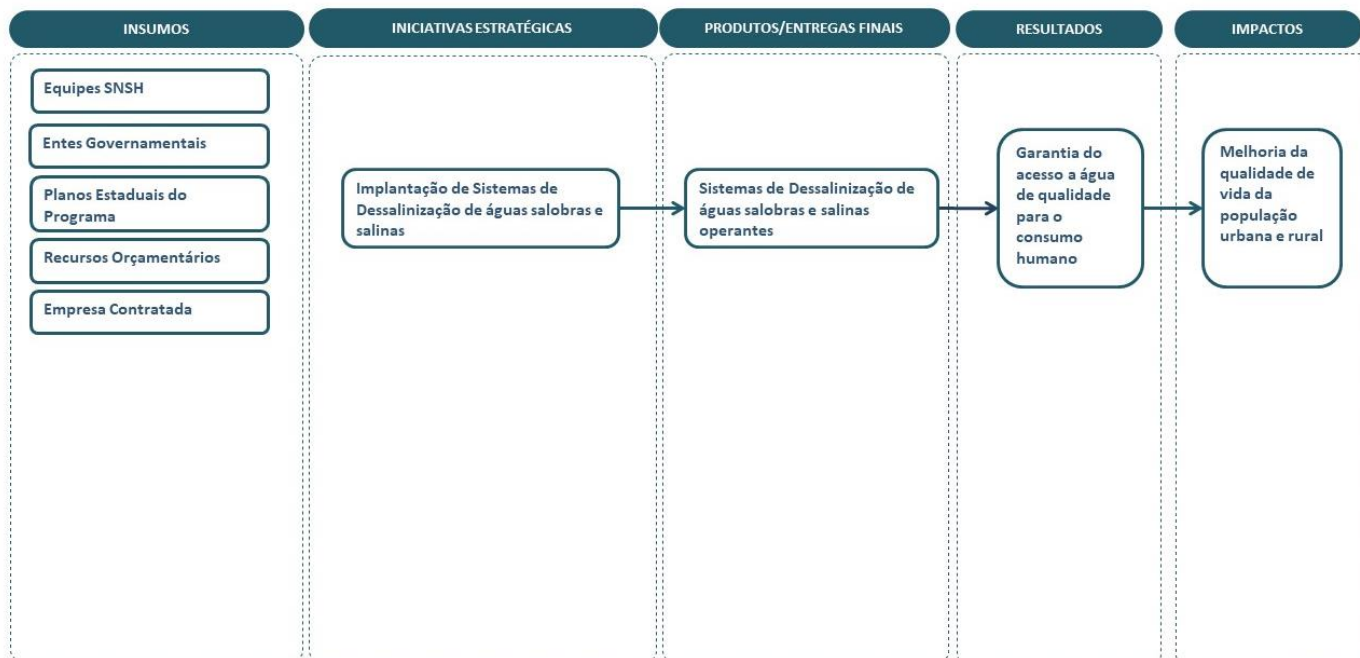 INSUMOS
INICIATIVAS ESTRATÉGICAS
PRODUTOS/ENTREGAS FINAIS
RESULTADOS
IMPACTOS
Equipes SNSH
Entes Governamentais
Planos Estaduais do
Programa
Recursos Orçamentários
Empresa Contratada
Implantação de Sistemas de
Dessalinização de águas salobras e
salinas
Sistemas de Dessalinização de
águas salobras e salinas
operantes
Garantia do
acesso a água
de qualidade
para o
consumo
humano
Melhoria da
qualidade de
vida da
população
urbana e rural